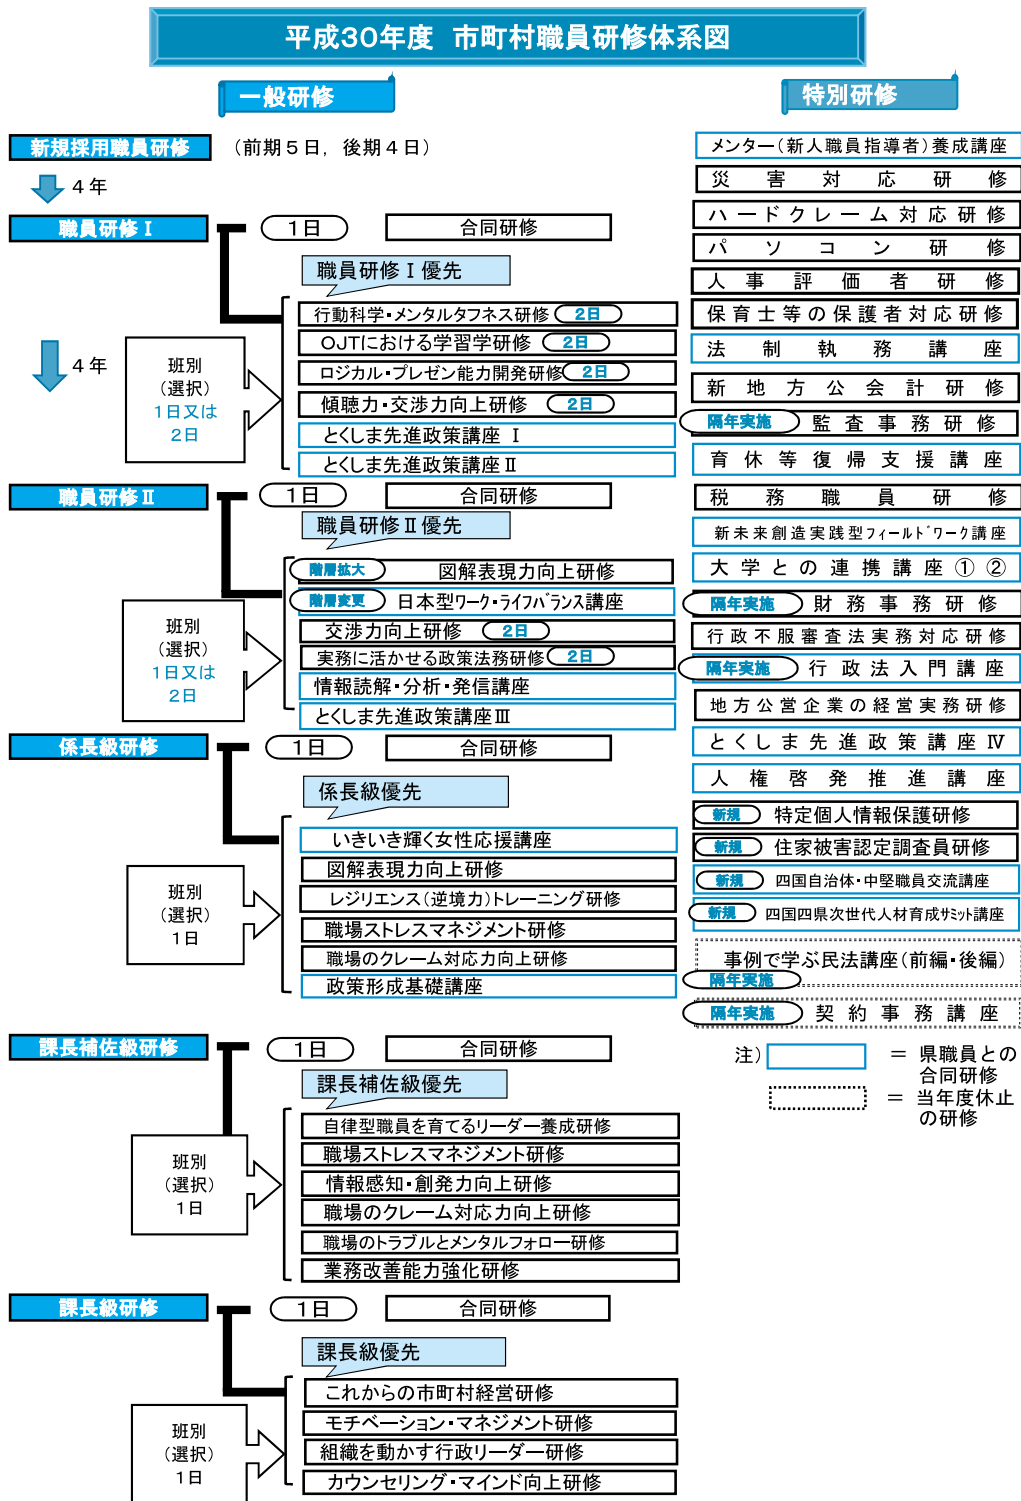 平成30年度 市町村職員研修体系図
一般研修
特別研修
新規採用職員研修 (前期5日，後期4日)
4年
職員研修Ⅰ 1日 合同研修
職員研修Ⅰ優先
行動科学・メンタルタフネス研修 2日
OJTにおける学習学研修 2日
ロジカル・プレゼン能力開発研修 2日
傾聴力・交渉力向上研修 2日
とくしま先進政策講座 Ⅰ
とくしま先進政策講座Ⅱ
4年
班別
(選択)
1日又は
2日
職員研修Ⅱ 1日 合同研修
職員研修Ⅱ優先
階層拡大 図解表現力向上研修
階層変更 日本型ワーク・ライフバランス講座
交渉力向上研修 2日
実務に活かせる政策法務研修 2日
情報読解・分析・発信講座
とくしま先進政策講座Ⅲ
班別
(選択)
1日又は
2日
係長級研修 1日 合同研修
係長級優先
いきいき輝く女性応援講座
図解表現力向上研修
レジリエンス(逆境力)トレーニング研修
職場ストレスマネジメント研修
職場のクレーム対応力向上研修
政策形成基礎講座
班別
(選択)
1日
課長補佐級研修 1日 合同研修
課長補佐級優先
自律型職員を育てるリーダー養成研修
職場ストレスマネジメント研修
情報感知・創発力向上研修
職場のクレーム対応力向上研修
職場のトラブルとメンタルフォロー研修
業務改善能力強化研修
班別
(選択)
1日
課長級研修 1日 合同研修
課長級優先
これからの市町村経営研修
モチベーション・マネジメント研修
組織を動かす行政リーダー研修
カウンセリング・マインド向上研修
班別
(選択)
1日
メンター(新人職員指導者)養成講座
災害対応研修
ハードクレーム対応研修
パソコン研修
人事評価者研修
保育士等の保護者対応研修
法制執務講座
新地方公会計研修
隔年実施 監査事務研修
育休等復帰支援講座
税務職員研修
新未来創造実践型フィールドワーク講座
大学との連携講座①②
隔年実施 財務事務研修
行政不服審査法実務対応研修
隔年実施 行政法入門講座
地方公営企業の経営実務研修
とくしま先進政策講座Ⅳ
人権啓発推進講座
新規 特定個人情報保護研修
新規 住家被害認定調査員研修
新規 四国自治体・中堅職員交流講座
新規 四国四県次世代人材育成サミット講座
事例で学ぶ民法講座(前編・後編)
隔年実施
隔年実施 契約事務講座
注) = 県職員との
合同研修
= 当年度休止
の研修